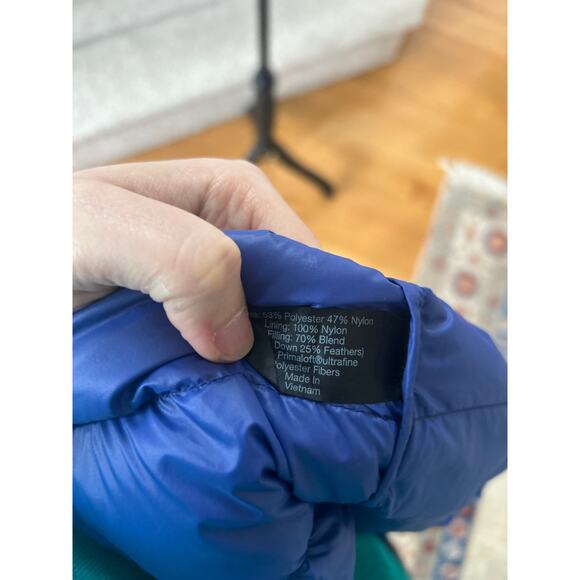 53% Polyester 47% Nylon
Lining: 100% Nylon
Filling: 70% Blend
Down 25% Feathers)
Primaloft®ultrafine
Polyester Fibers
Made In
Vietnam